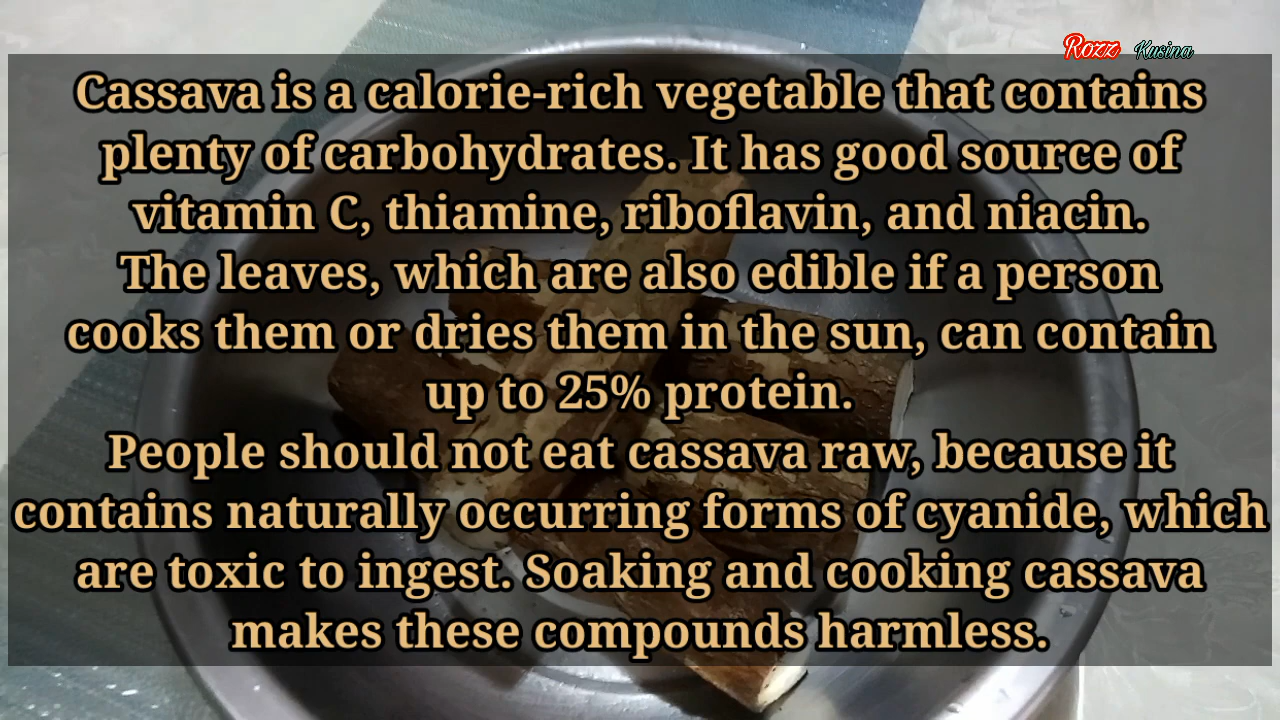 Rozz Kusina
Cassava is a calorie-rich vegetable that contains
plenty of carbohydrates. It has good source of
vitamin C, thiamine, riboflavin, and niacin.
The leaves, which are also edible if a person
cooks them or dries them in the sun, can contain
up to 25% protein.
People should not eat cassava raw, because it
contains naturally occurring forms of cyanide, which
are toxic to ingest. Soaking and cooking cassava
makes these compounds harmless.